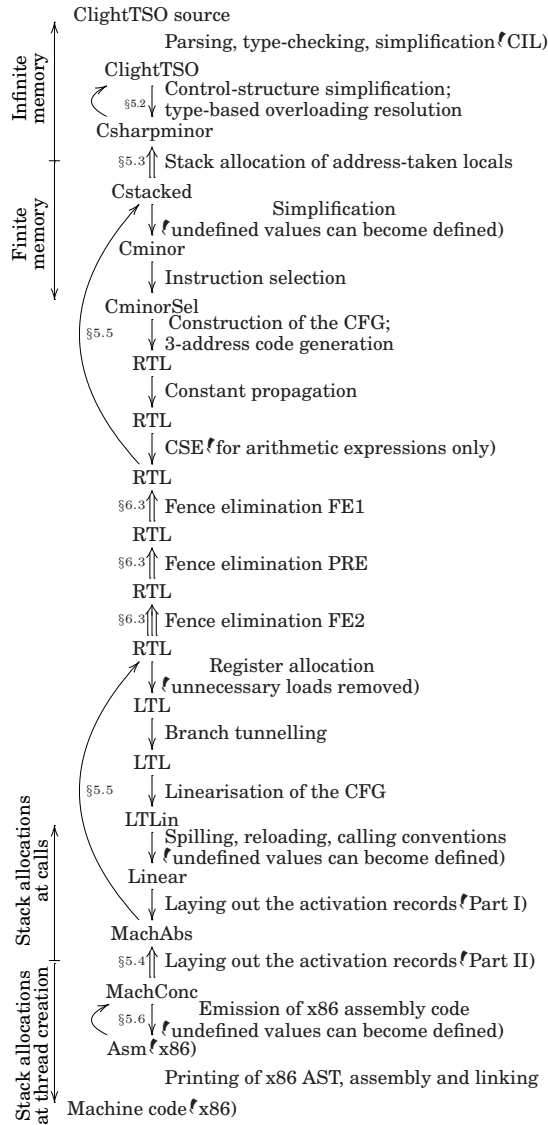 ClightTSO source
Parsing, type-checking, simplification (CIL)
ClightTSO
§5.2
Control-structure simplification;
type-based overloading resolution
Csharpminor
§5.3
Stack allocation of address-taken locals
Cstacked
Simplification
(undefined values can become defined)
Cminor
Instruction selection
CminorSel
§5.5
Construction of the CFG;
3-address code generation
RTL
Constant propagation
RTL
CSE (for arithmetic expressions only)
RTL
§6.3
Fence elimination FE1
RTL
§6.3
Fence elimination PRE
RTL
§6.3
Fence elimination FE2
RTL
Register allocation
(unnecessary loads removed)
LTL
Branch tunnelling
LTL
§5.5
Linearisation of the CFG
LTLin
Spilling, reloading, calling conventions
(undefined values can become defined)
Linear
Laying out the activation records (Part I)
MachAbs
§5.4
Laying out the activation records (Part II)
MachConc
§5.6
Emission of x86 assembly code
(undefined values can become defined)
Asm (x86)
Printing of x86 AST, assembly and linking
Machine code (x86)
Infinite
memory
Finite
memory
Stack allocations
at calls
Stack allocations
at thread creation